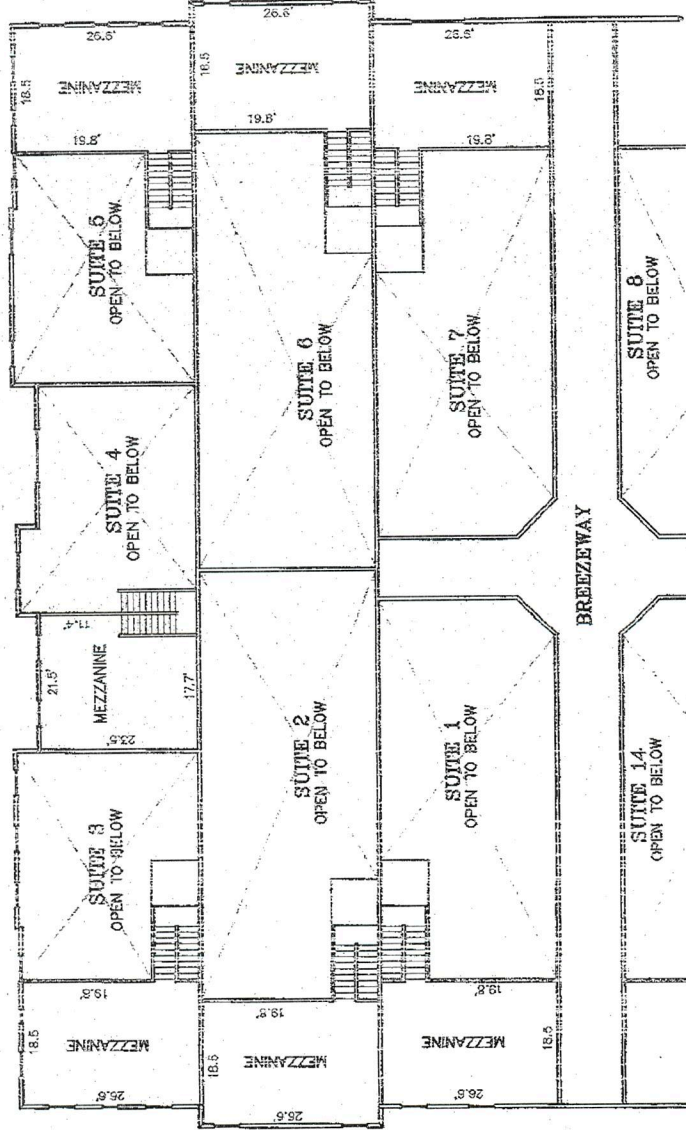 26.6'
18.5
MEZZANINE
19.8'
26.6'
18.5
MEZZANINE
19.8'
26.6'
18.5
MEZZANINE
19.8'
SUITE 5
OPEN TO BELOW
SUITE 6
OPEN TO BELOW
SUITE 7
OPEN TO BELOW
SUITE 8
OPEN TO BELOW
SUITE 4
OPEN TO BELOW
BREEZEWAY
11.4'
21.5'
MEZZANINE
17.7'
23.5'
SUITE 3
OPEN TO BELOW
SUITE 2
OPEN TO BELOW
SUITE 1
OPEN TO BELOW
SUITE 14
OPEN TO BELOW
19.8'
18.5
MEZZANINE
26.6'
19.8'
18.5
MEZZANINE
26.6'
19.8'
18.5
MEZZANINE
26.6'